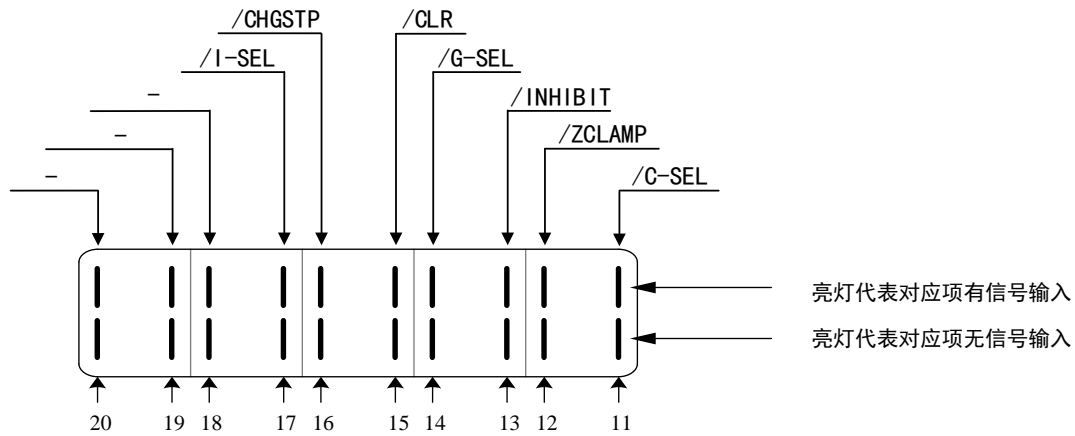 /CHGSTP /CLR
/I-SEL /G-SEL
- /INHIBIT
- /ZCLAMP
- /C-SEL
亮灯代表对应项有信号输入
亮灯代表对应项无信号输入
20 19 18 17 16 15 14 13 12 11